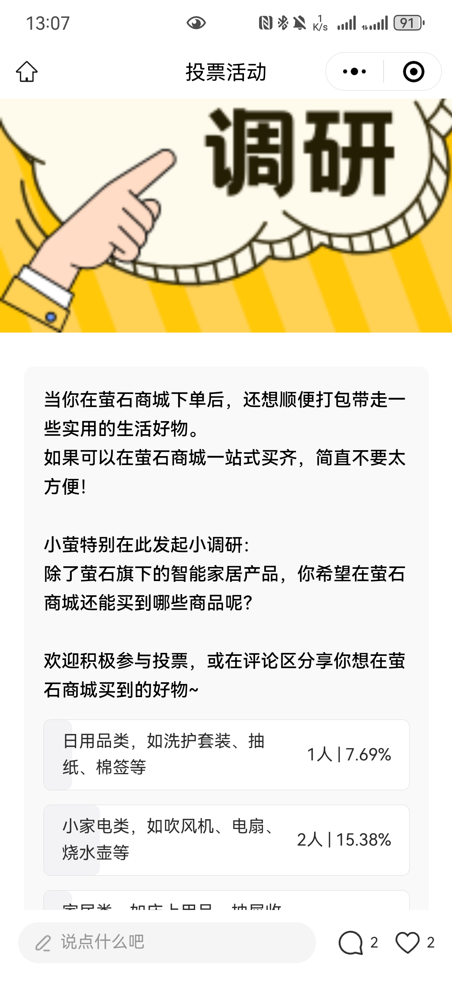 13:07
1
K/s
91
投票活动
调研
当你在萤石商城下单后，还想顺便打包带走一
些实用的生活好物。
如果可以在萤石商城一站式买齐，简直不要太
方便！
小萤特别在此发起小调研：
除了萤石旗下的智能家居产品，你希望在萤石
商城还能买到哪些商品呢？
欢迎积极参与投票，或在评论区分享你想在萤
石商城买到的好物~
日用品类，如洗护套装、抽
纸、棉签等
1人 | 7.69%
小家电类，如吹风机、电扇、
烧水壶等
2人 | 15.38%
说点什么吧
2
2